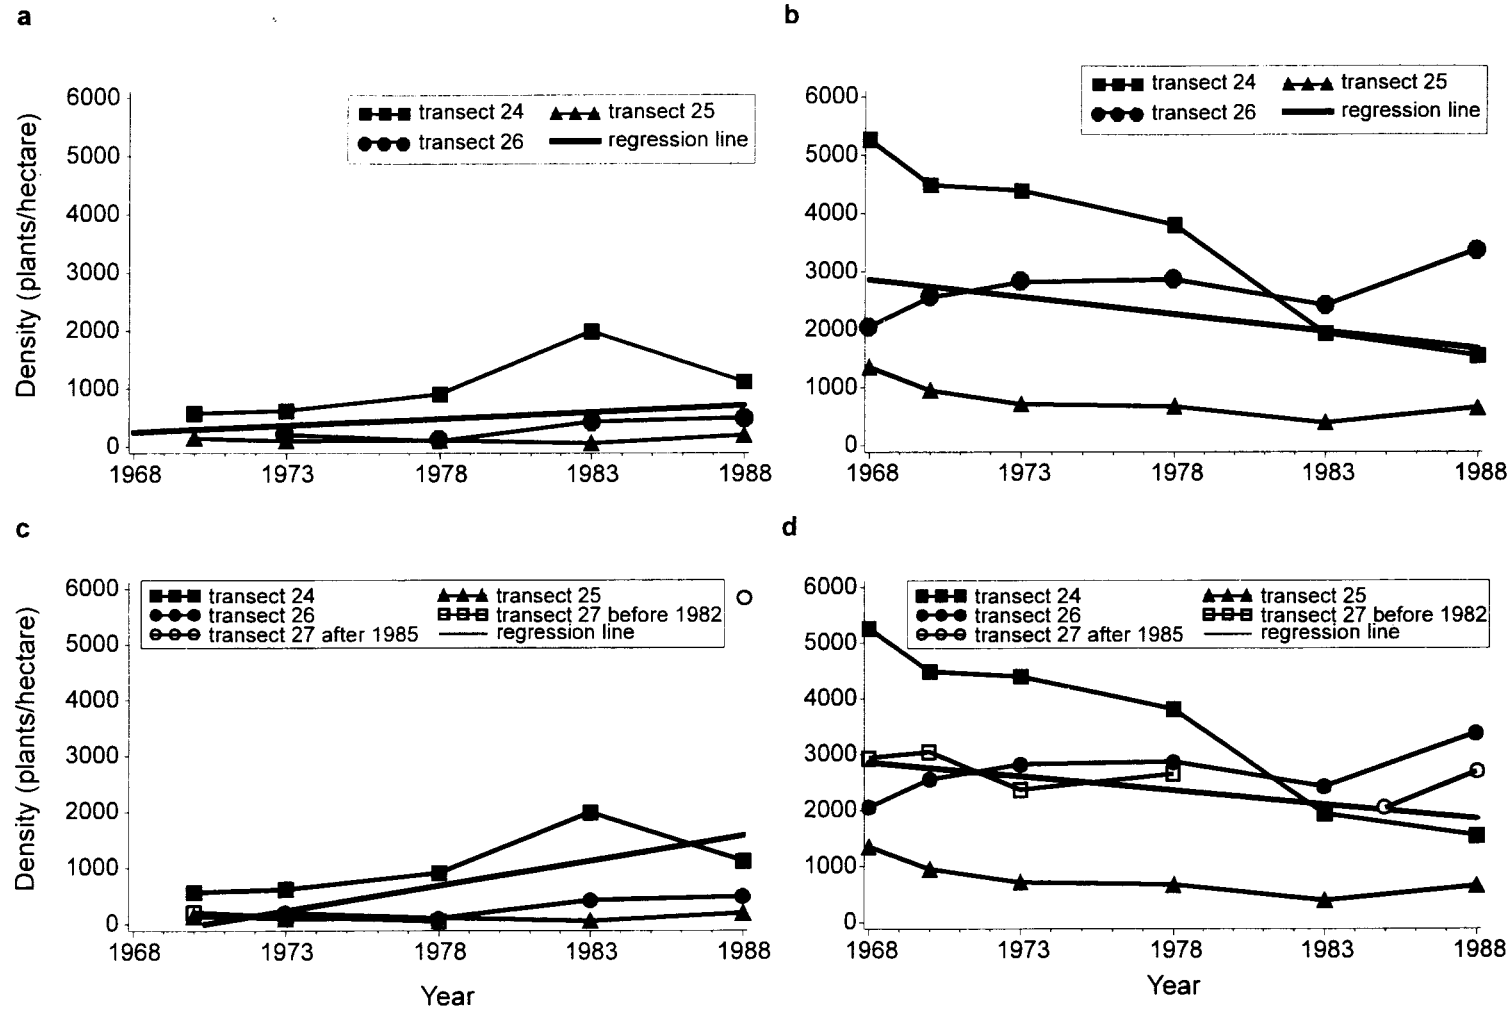 a
transect 24 transect 25
transect 26 regression line
Density (plants/hectare)
6000
5000
4000
3000
2000
1000
0
1968 1973 1978 1983 1988
b
transect 24 transect 25
transect 26 regression line
6000
5000
4000
3000
2000
1000
0
1968 1973 1978 1983 1988
c
transect 24 transect 25
transect 26 transect 27 before 1982
transect 27 after 1985 regression line
Density (plants/hectare)
6000
5000
4000
3000
2000
1000
0
1968 1973 1978 1983 1988
Year
d
transect 24 transect 25
transect 26 transect 27 before 1982
transect 27 after 1985 regression line
6000
5000
4000
3000
2000
1000
0
1968 1973 1978 1983 1988
Year